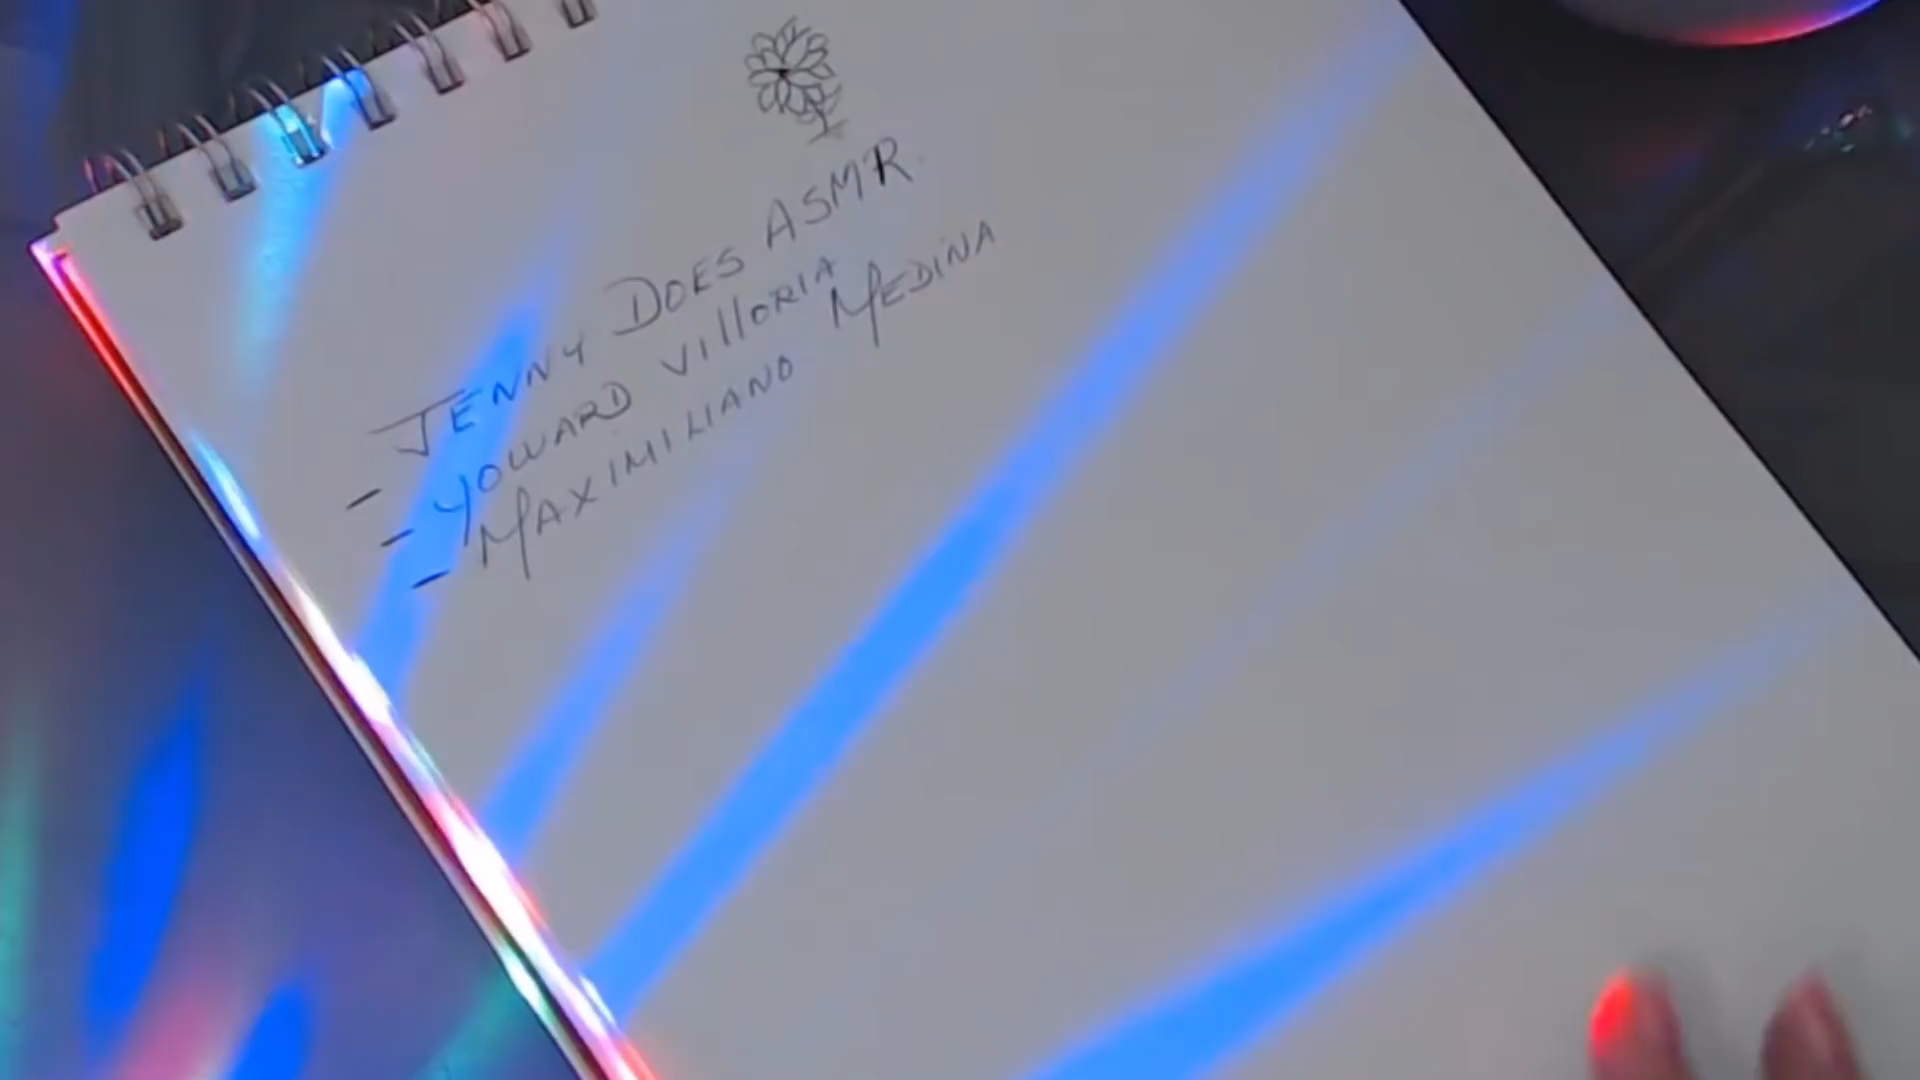 - JENNY DOES ASMR.
- YOWARD VILLORIA
- MAXIMILIANO MEDINA